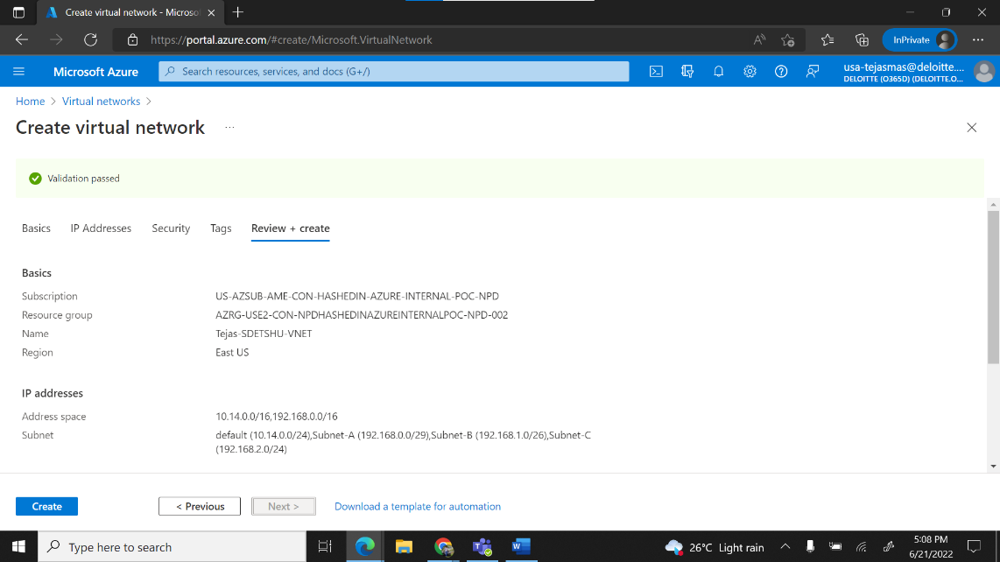 Create virtual network - Microsof
https://portal.azure.com/#create/Microsoft.VirtualNetwork
InPrivate
Microsoft Azure
Search resources, services, and docs (G+/)
usa-tejasmas@deloitte....
DELOITTE (O365D) (DELOITTE.O...
Home > Virtual networks >
Create virtual network ...
Validation passed
Basics IP Addresses Security Tags Review + create
Basics
Subscription US-AZSUB-AME-CON-HASHEDIN-AZURE-INTERNAL-POC-NPD
Resource group AZRG-USE2-CON-NPDHASHEDINAZUREINTERNALPOC-NPD-002
Name Tejas-SDETSHU-VNET
Region East US
IP addresses
Address space 10.14.0.0/16,192.168.0.0/16
Subnet default (10.14.0.0/24),Subnet-A (192.168.0.0/29),Subnet-B (192.168.1.0/26),Subnet-C
(192.168.2.0/24)
Create < Previous Next > Download a template for automation
Type here to search
26°C Light rain
5:08 PM
6/21/2022